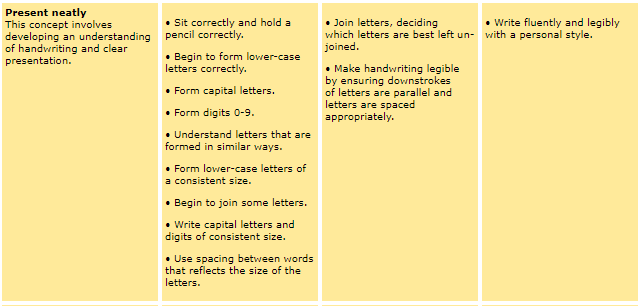 Present neatly
This concept involves
developing an understanding
of handwriting and clear
presentation.
• Sit correctly and hold a
pencil correctly.
• Begin to form lower-case
letters correctly.
• Form capital letters.
• Form digits 0-9.
• Understand letters that are
formed in similar ways.
• Form lower-case letters of
a consistent size.
• Begin to join some letters.
• Write capital letters and
digits of consistent size.
• Use spacing between words
that reflects the size of the
letters.
• Join letters, deciding
which letters are best left un-
joined.
• Make handwriting legible
by ensuring downstrokes
of letters are parallel and
letters are spaced
appropriately.
• Write fluently and legibly
with a personal style.